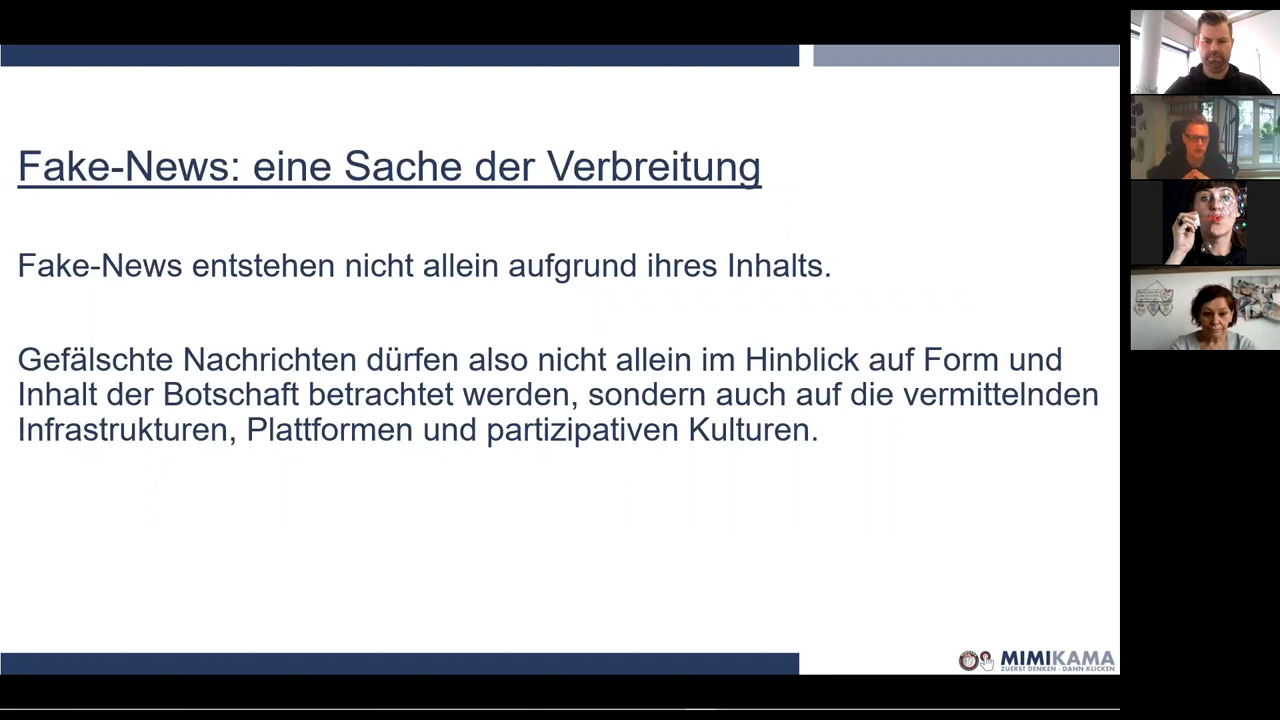 Fake-News: eine Sache der Verbreitung
Fake-News entstehen nicht allein aufgrund ihres Inhalts.
Gefälschte Nachrichten dürfen also nicht allein im Hinblick auf Form und
Inhalt der Botschaft betrachtet werden, sondern auch auf die vermittelnden
Infrastrukturen, Plattformen und partizipativen Kulturen.
MIMIKAMA
ZUERST DENKEN - DANN KLICKEN